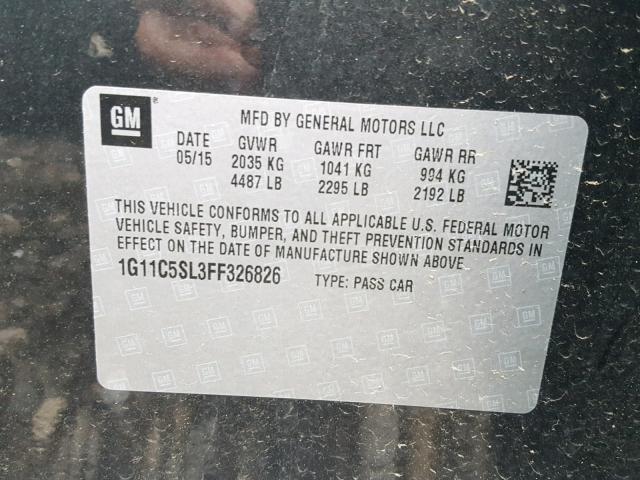 GM ®
MFD BY GENERAL MOTORS LLC
DATE GVWR GAWR FRT GAWR RR
05/15 2035 KG 1041 KG 994 KG
4487 LB 2295 LB 2192 LB
THIS VEHICLE CONFORMS TO ALL APPLICABLE U.S. FEDERAL MOTOR
VEHICLE SAFETY, BUMPER, AND THEFT PREVENTION STANDARDS IN
EFFECT ON THE DATE OF MANUFACTURE SHOWN ABOVE
1G11C5SL3FF326826 TYPE: PASS CAR